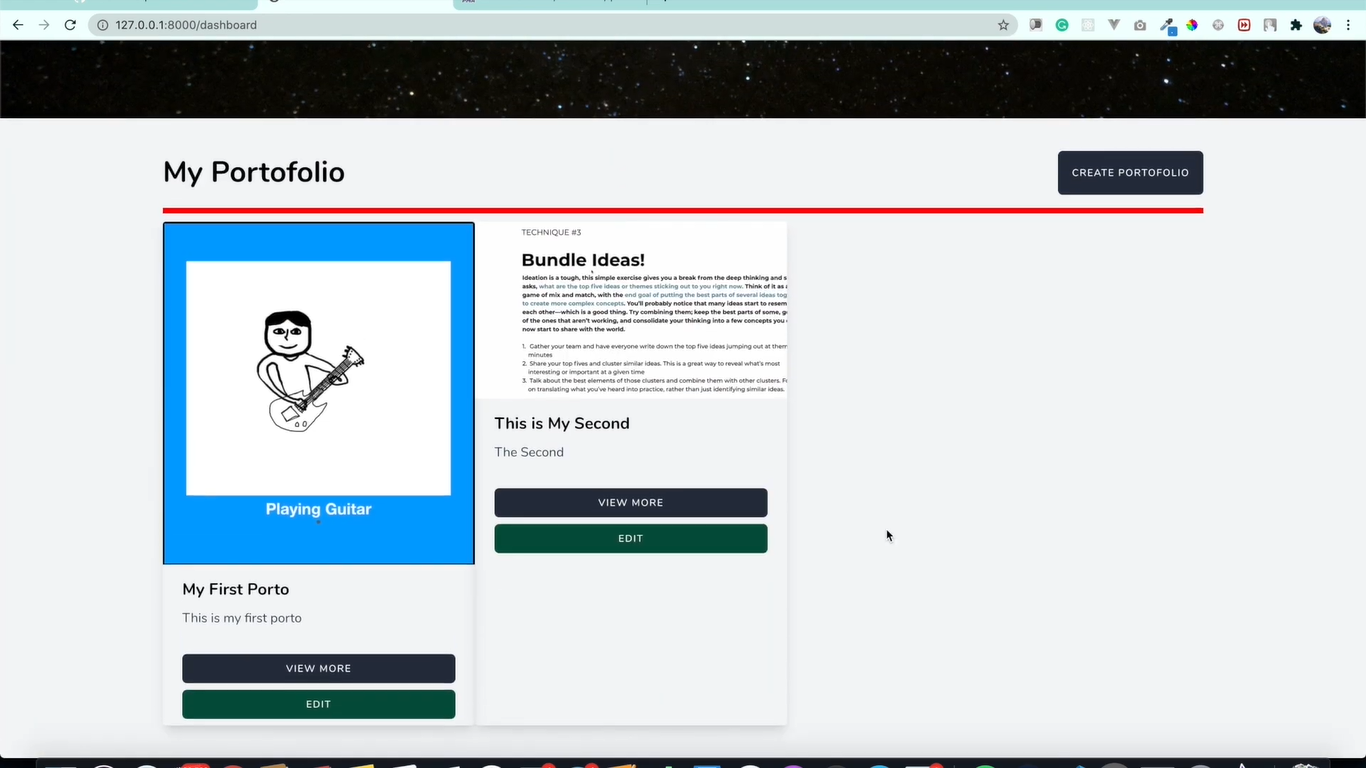 127.0.0.1:8000/dashboard
My Portofolio
CREATE PORTOFOLIO
Playing Guitar
My First Porto
This is my first porto
VIEW MORE
EDIT
TECHNIQUE #3
Bundle Ideas!
Ideation is a tough, this simple exercise gives you a break from the deep thinking and s
asks, what are the top five ideas or themes sticking out to you right now. Think of it as a
game of mix and match, with the end goal of putting the best parts of several ideas tog
to create more complex concepts. You'll probably notice that many ideas start to resem
each other—which is a good thing. Try combining them; keep the best parts of some, g
of the ones that aren't working, and consolidate your thinking into a few concepts you
now start to share with the world.
1. Gather your team and have everyone write down the top five ideas jumping out at them
minutes
2. Share your top fives and cluster similar ideas. This is a great way to reveal what's most
interesting or important at a given time
3. Talk about the best elements of those clusters and combine them with other clusters. F
on translating what you've heard into practice, rather than just identifying similar ideas.
This is My Second
The Second
VIEW MORE
EDIT